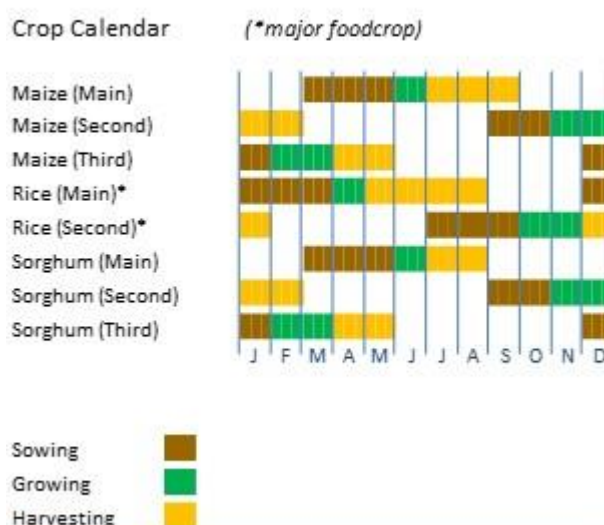 Crop Calendar (*major foodcrop)
Maize (Main)
Maize (Second)
Maize (Third)
Rice (Main)*
Rice (Second)*
Sorghum (Main)
Sorghum (Second)
Sorghum (Third)
J F M A M J J A S O N D
Sowing
Growing
Harvesting